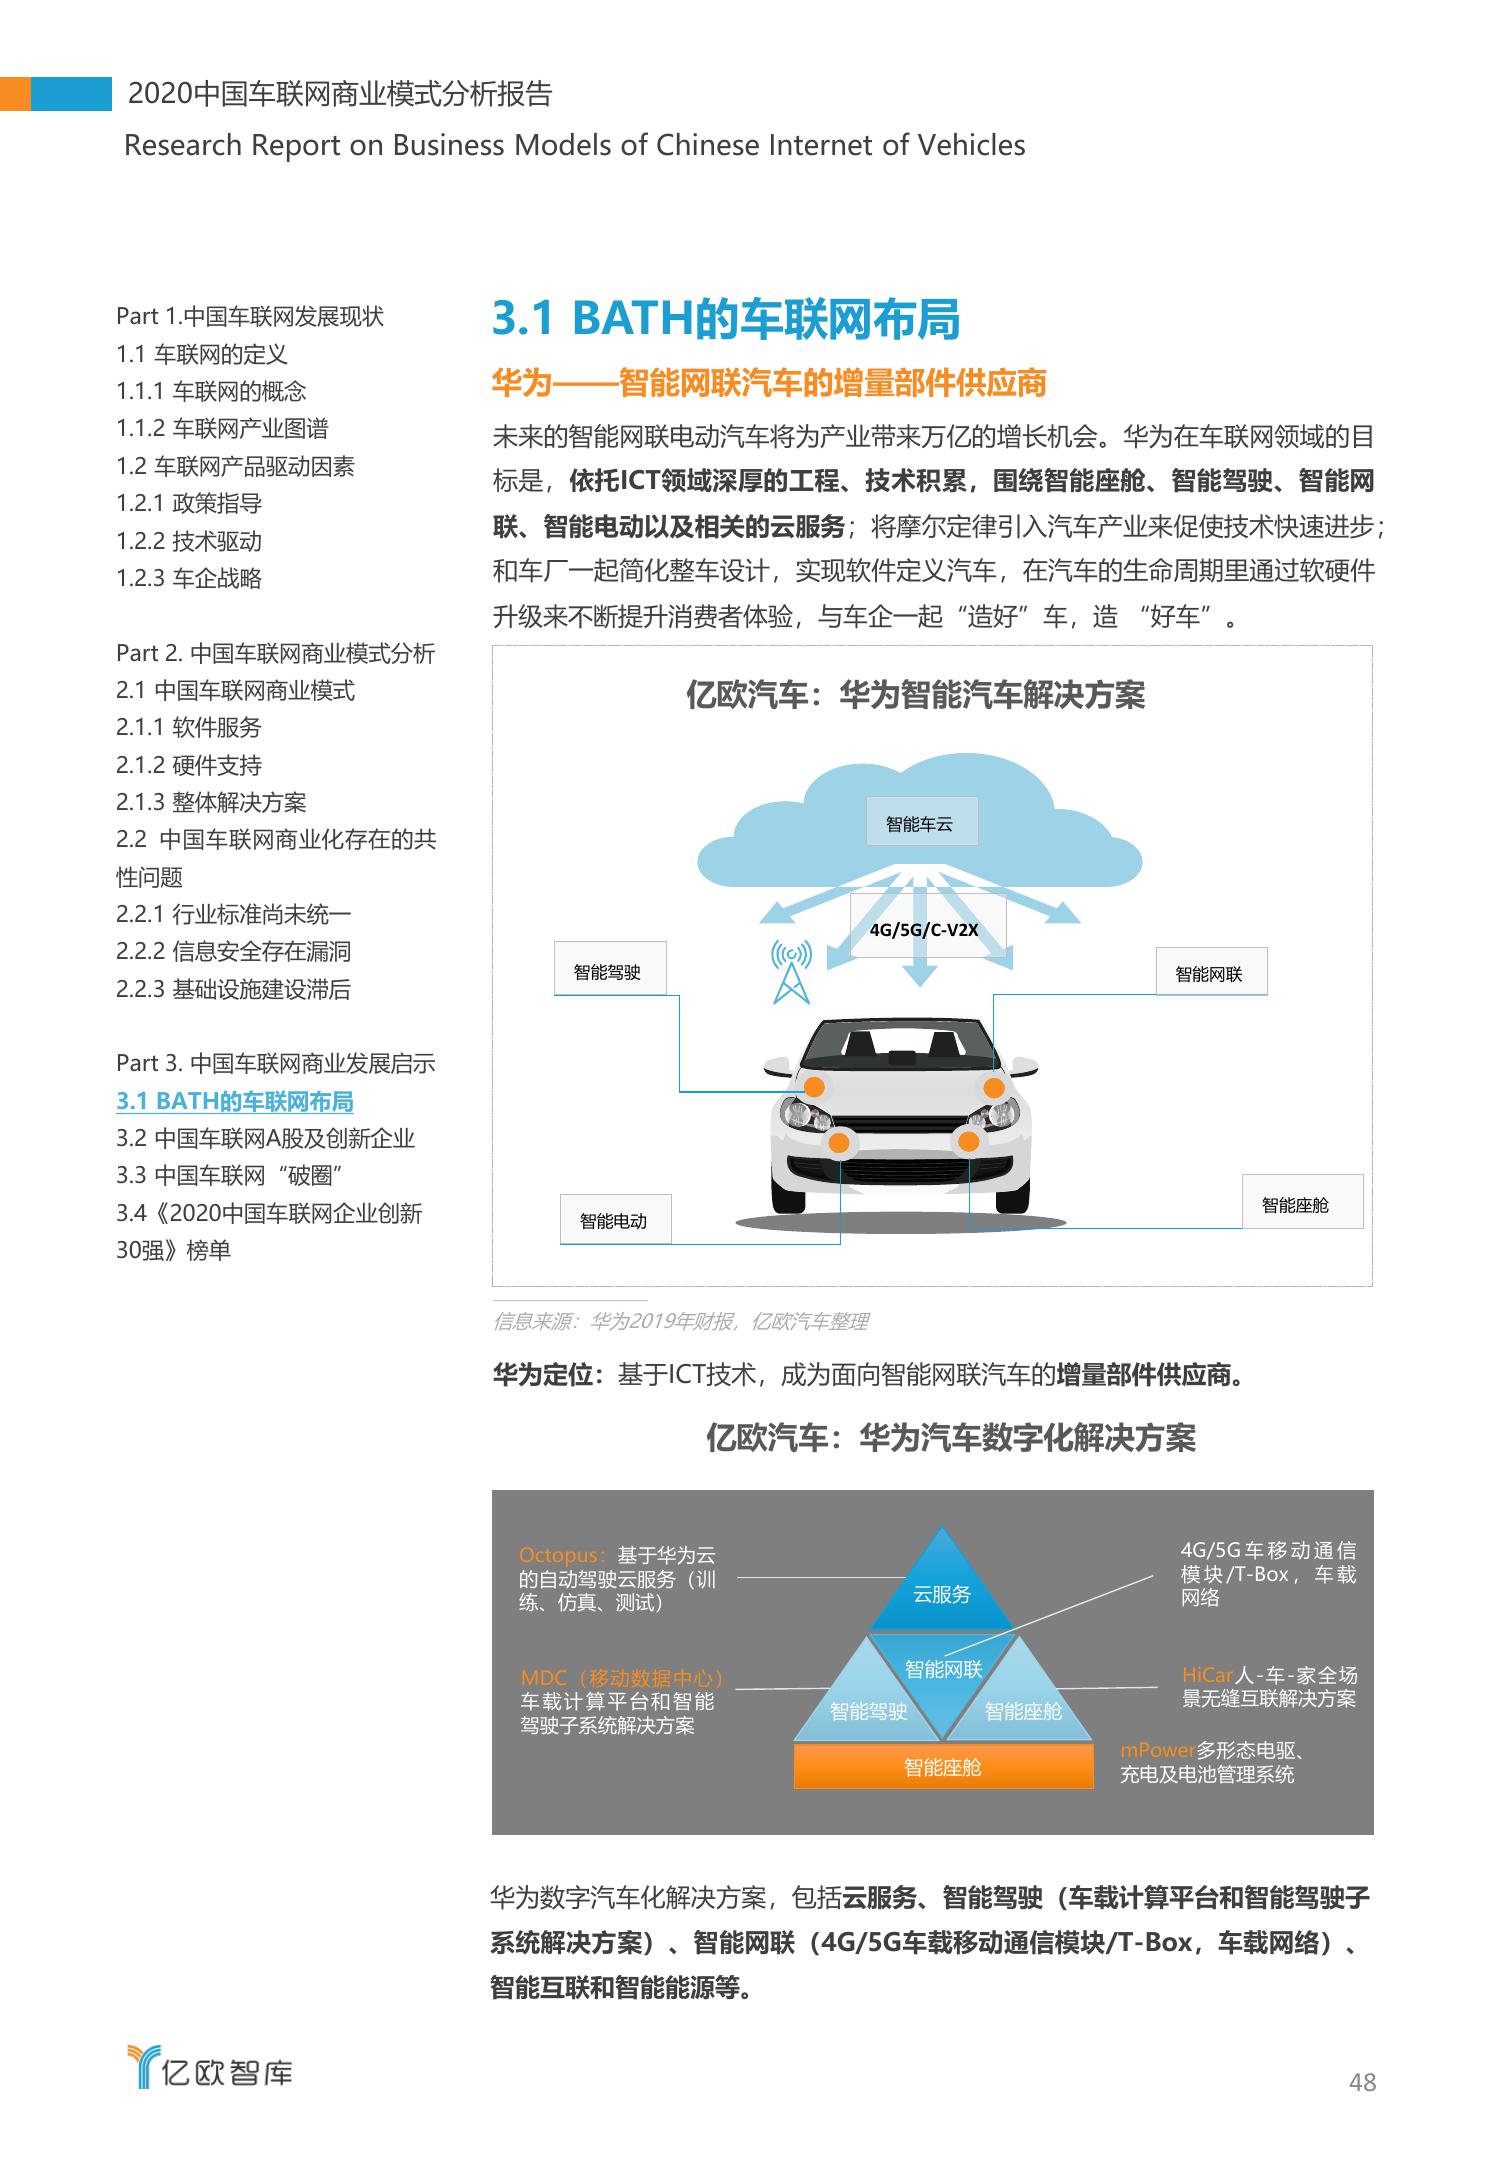 2020中国车联网商业模式分析报告
Research Report on Business Models of Chinese Internet of Vehicles
Part 1.中国车联网发展现状
1.1 车联网的定义
1.1.1 车联网的概念
1.1.2 车联网产业图谱
1.2 车联网产品驱动因素
1.2.1 政策指导
1.2.2 技术驱动
1.2.3 车企战略
Part 2. 中国车联网商业模式分析
2.1 中国车联网商业模式
2.1.1 软件服务
2.1.2 硬件支持
2.1.3 整体解决方案
2.2 中国车联网商业化存在的共
性问题
2.2.1 行业标准尚未统一
2.2.2 信息安全存在漏洞
2.2.3 基础设施建设滞后
Part 3. 中国车联网商业发展启示
3.1 BATH的车联网布局
3.2 中国车联网A股及创新企业
3.3 中国车联网“破圈”
3.4《2020中国车联网企业创新
30强》榜单
3.1 BATH的车联网布局
华为——智能网联汽车的增量部件供应商
未来的智能网联电动汽车将为产业带来万亿的增长机会。华为在车联网领域的目
标是，依托ICT领域深厚的工程、技术积累，围绕智能座舱、智能驾驶、智能网
联、智能电动以及相关的云服务；将摩尔定律引入汽车产业来促使技术快速进步；
和车厂一起简化整车设计，实现软件定义汽车，在汽车的生命周期里通过软硬件
升级来不断提升消费者体验，与车企一起“造好”车，造 “好车”。
亿欧汽车：华为智能汽车解决方案
智能车云
4G/5G/C-V2X
智能驾驶
智能网联
智能电动
智能座舱
信息来源：华为2019年财报，亿欧汽车整理
华为定位：基于ICT技术，成为面向智能网联汽车的增量部件供应商。
亿欧汽车：华为汽车数字化解决方案
Octopus：基于华为云
的自动驾驶云服务（训
练、仿真、测试）
MDC（移动数据中心）
车载计算平台和智能
驾驶子系统解决方案
云服务
智能网联
智能驾驶
智能座舱
智能座舱
4G/5G车移动通信
模块/T-Box，车载
网络
HiCar人-车-家全场
景无缝互联解决方案
mPower多形态电驱、
充电及电池管理系统
华为数字汽车化解决方案，包括云服务、智能驾驶（车载计算平台和智能驾驶子
系统解决方案）、智能网联（4G/5G车载移动通信模块/T-Box，车载网络）、
智能互联和智能能源等。
亿欧智库
48